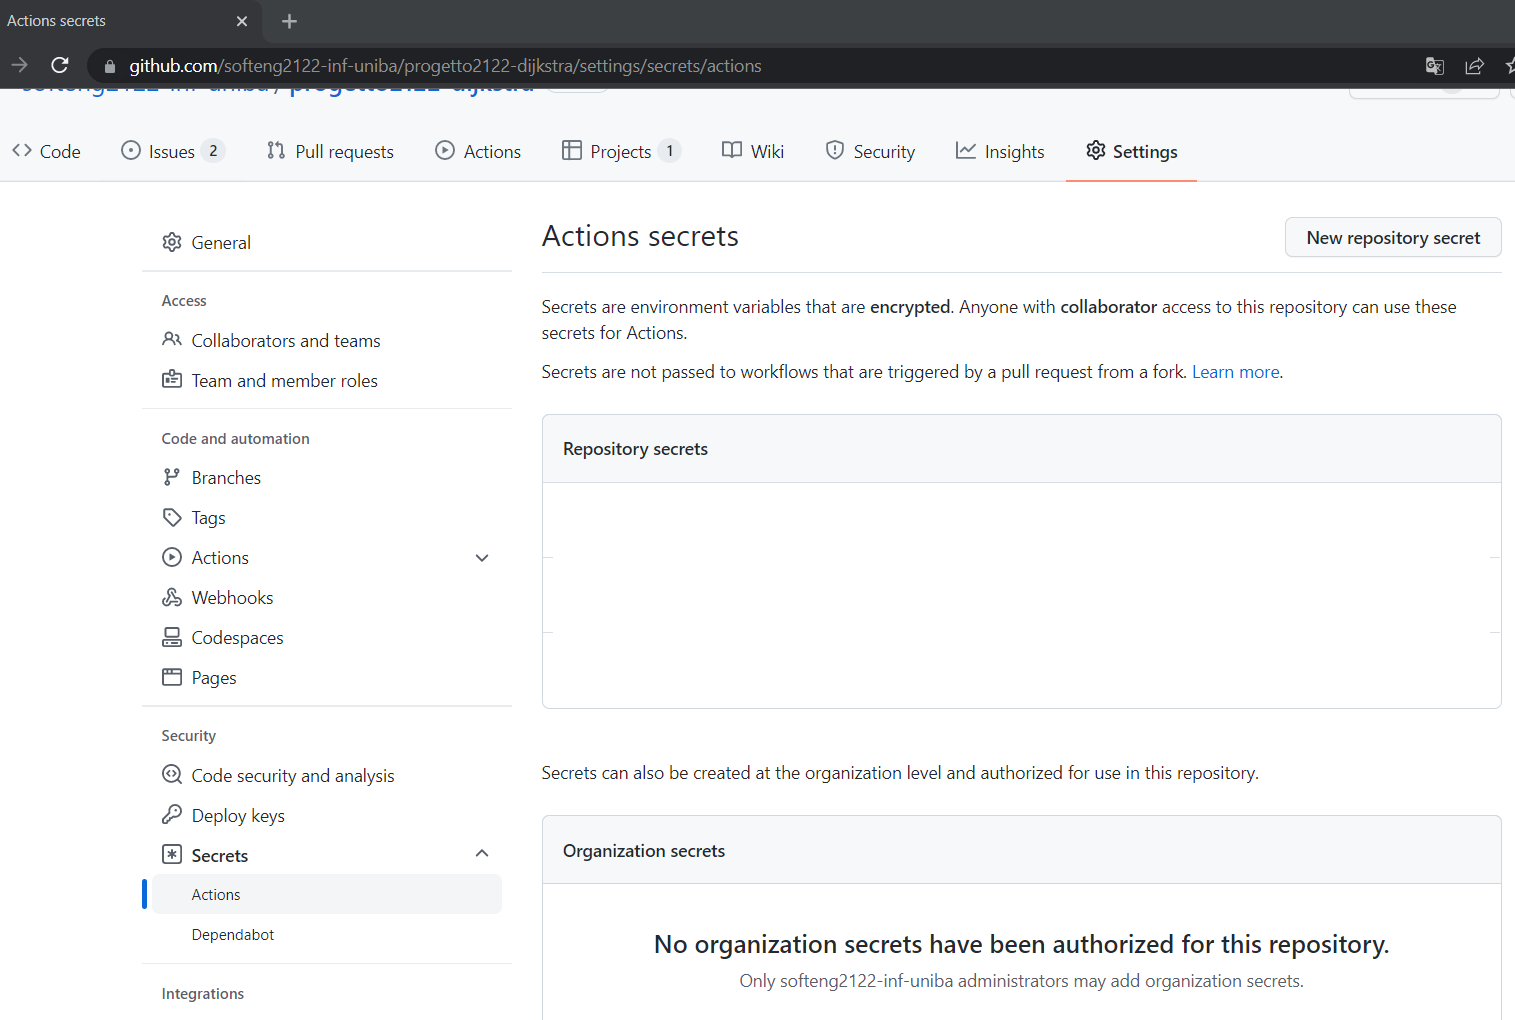 Actions secrets
github.com/softeng2122-inf-uniba/progetto2122-dijkstra/settings/secrets/actions
softeng2122-inf-uniba/progetto2122-dijkstra
Code Issues 2 Pull requests Actions Projects 1 Wiki Security Insights Settings
General
Access
Collaborators and teams
Team and member roles
Code and automation
Branches
Tags
Actions
Webhooks
Codespaces
Pages
Security
Code security and analysis
Deploy keys
Secrets
Actions
Dependabot
Integrations
Actions secrets
New repository secret
Secrets are environment variables that are encrypted. Anyone with collaborator access to this repository can use these
secrets for Actions.
Secrets are not passed to workflows that are triggered by a pull request from a fork. Learn more.
Repository secrets
Secrets can also be created at the organization level and authorized for use in this repository.
Organization secrets
No organization secrets have been authorized for this repository.
Only softeng2122-inf-uniba administrators may add organization secrets.